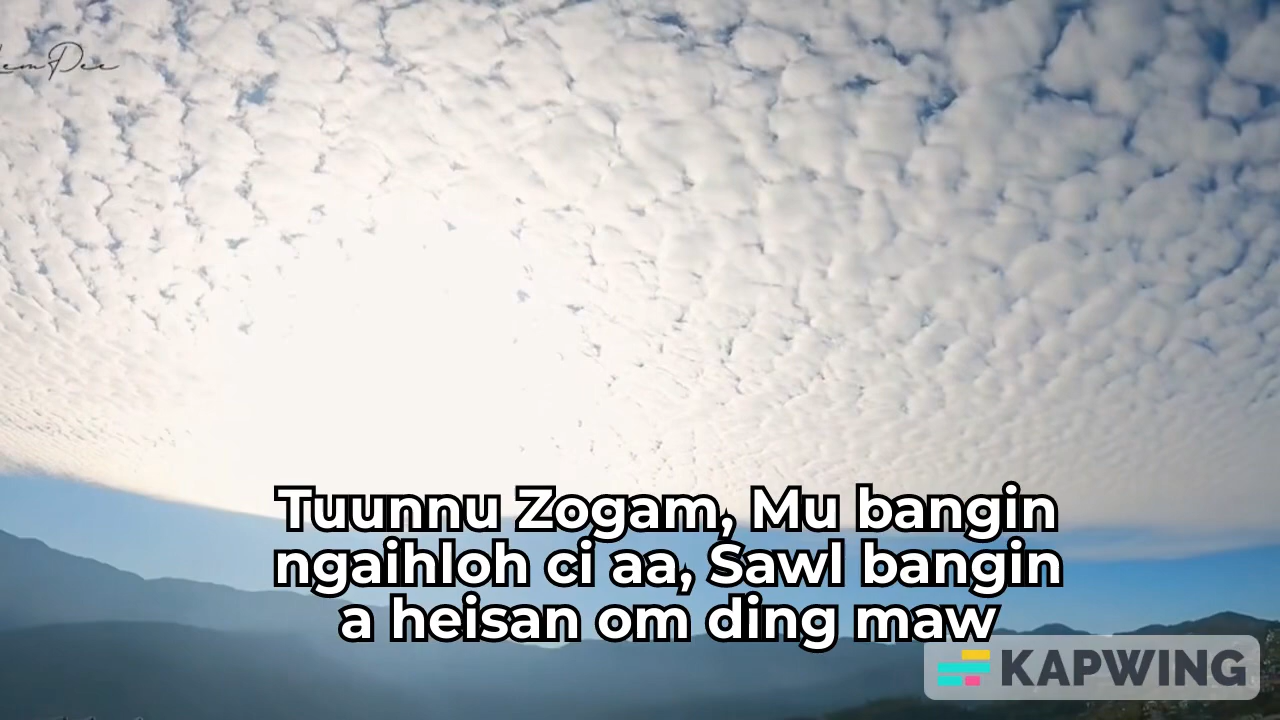 Tuunnu Zogam, Mu bangin
ngaihloh ci aa, Sawl bangin
a heisan om ding maw
KAPWING